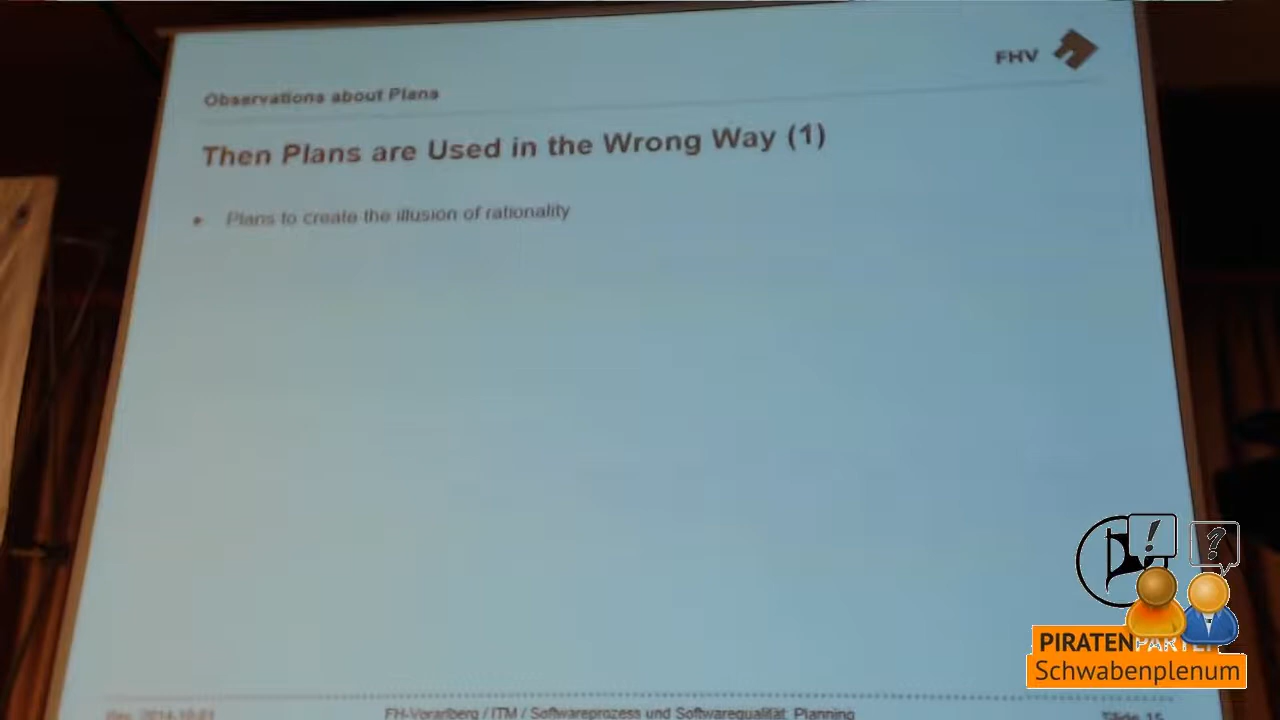 FHV
Observations about Plans
Then Plans are Used in the Wrong Way (1)
• Plans to create the illusion of rationality
! ?
PIRATENPARTEI
Schwabenplenum
FH-Vorarlberg / ITM / Softwareprozess und Softwarequalität: Planning